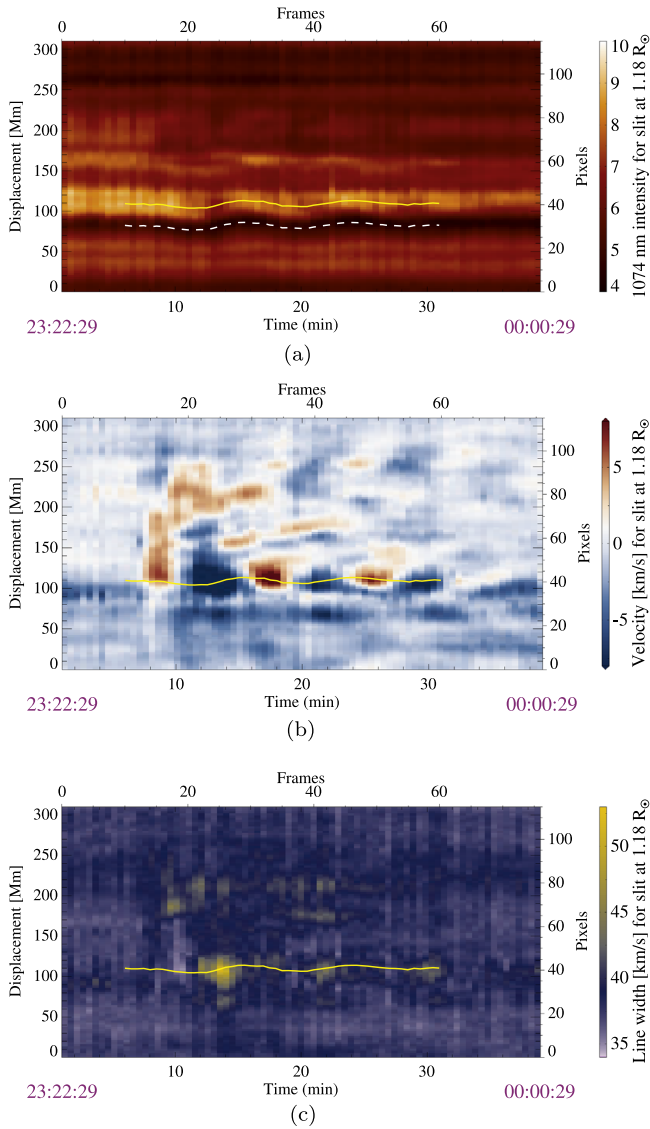 Frames
0 20 40 60
300
250
200
150
100
50
0
Displacement [Mm]
100
80
60
40
20
0
Pixels
10
9
8
7
6
5
4
1074 nm intensity for slit at 1.18 R☉
10 20 30
23:22:29 Time (min) 00:00:29
(a)
Frames
0 20 40 60
300
250
200
150
100
50
0
Displacement [Mm]
100
80
60
40
20
0
Pixels
5
0
-5
Velocity [km/s] for slit at 1.18 R☉
10 20 30
23:22:29 Time (min) 00:00:29
(b)
Frames
0 20 40 60
300
250
200
150
100
50
0
Displacement [Mm]
100
80
60
40
20
0
Pixels
50
45
40
35
Line width [km/s] for slit at 1.18 R☉
10 20 30
23:22:29 Time (min) 00:00:29
(c)